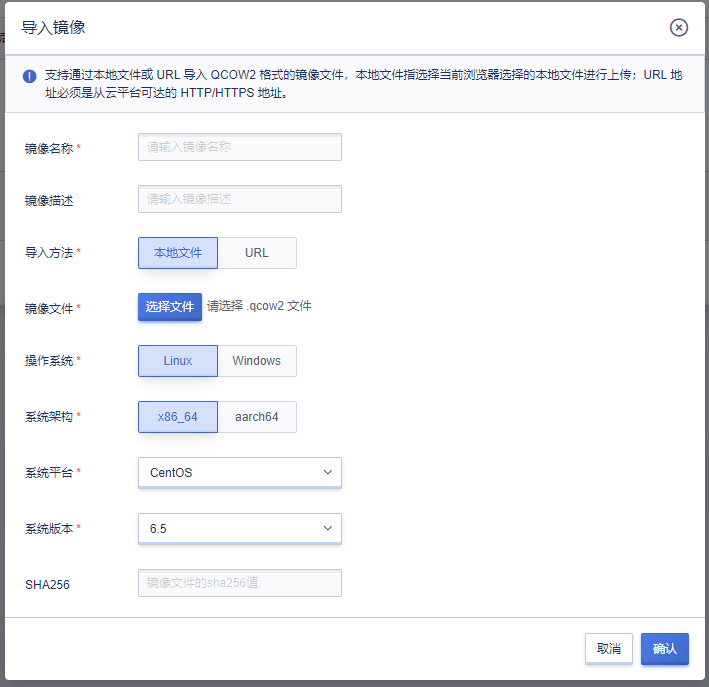 导入镜像
支持通过本地文件或 URL 导入 QCOW2 格式的镜像文件，本地文件指选择当前浏览器选择的本地文件进行上传；URL 地
址必须是从云平台可达的 HTTP/HTTPS 地址。
镜像名称 * 请输入镜像名称
镜像描述 请输入镜像描述
导入方法 * 本地文件 URL
镜像文件 * 选择文件 请选择 .qcow2 文件
操作系统 * Linux Windows
系统架构 * x86_64 aarch64
系统平台 * CentOS
系统版本 * 6.5
SHA256 镜像文件的sha256值
取消 确认